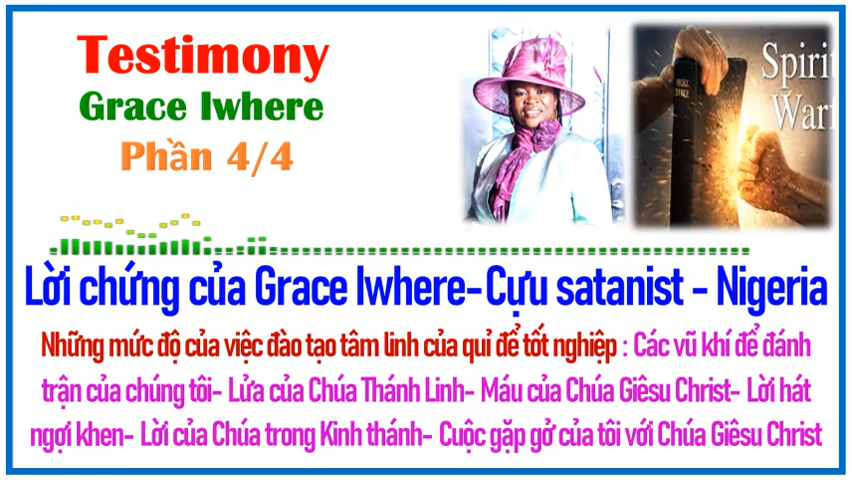 Testimony
Grace Iwhere
Phần 4/4
HOLY BIBLE
Lời chứng của Grace Iwhere-Cựu satanist - Nigeria
Những mức độ của việc đào tạo tâm linh của quỉ để tốt nghiệp : Các vũ khí để đánh
trận của chúng tôi- Lửa của Chúa Thánh Linh- Máu của Chúa Giêsu Christ- Lời hát
ngợi khen- Lời của Chúa trong Kinh thánh- Cuộc gặp gở của tôi với Chúa Giêsu Christ